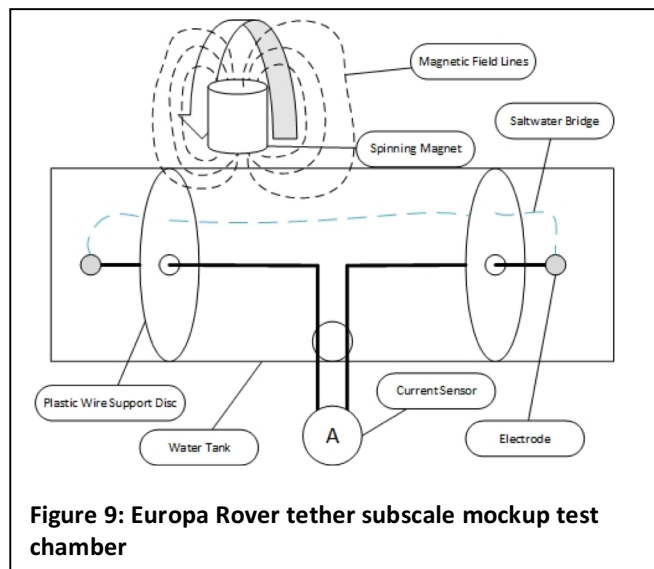 Magnetic Field Lines
Saltwater Bridge
Spinning Magnet
Plastic Wire Support Disc
Current Sensor
Water Tank
A
Electrode
Figure 9: Europa Rover tether subscale mockup test
chamber